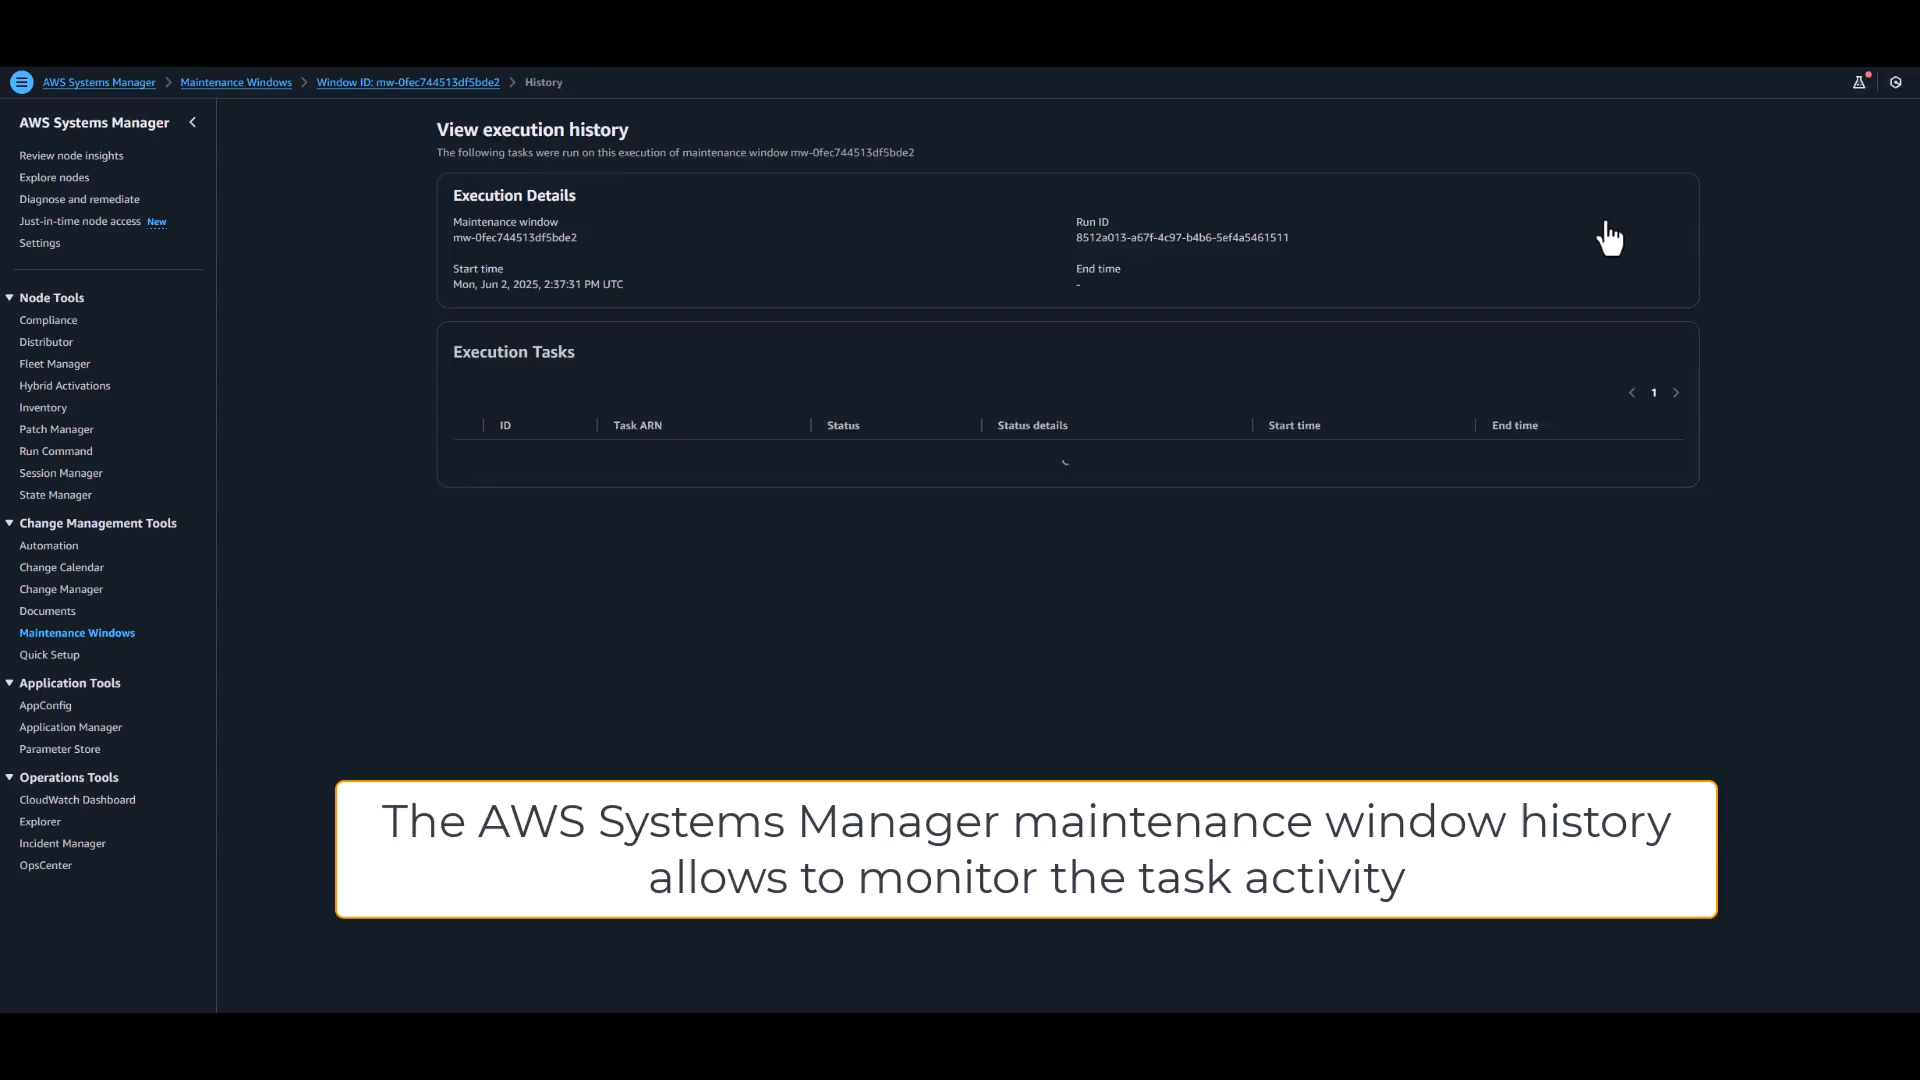 AWS Systems Manager > Maintenance Windows > Window ID: mw-0fec744513df5bde2 > History
AWS Systems Manager
Review node insights
Explore nodes
Diagnose and remediate
Just-in-time node access New
Settings
Node Tools
Compliance
Distributor
Fleet Manager
Hybrid Activations
Inventory
Patch Manager
Run Command
Session Manager
State Manager
Change Management Tools
Automation
Change Calendar
Change Manager
Documents
Maintenance Windows
Quick Setup
Application Tools
AppConfig
Application Manager
Parameter Store
Operations Tools
CloudWatch Dashboard
Explorer
Incident Manager
OpsCenter
View execution history
The following tasks were run on this execution of maintenance window mw-0fec744513df5bde2
Execution Details
Maintenance window
mw-0fec744513df5bde2
Run ID
8512a013-a67f-4c97-b4b6-5ef4a5461511
Start time
Mon, Jun 2, 2025, 2:37:31 PM UTC
End time
-
Execution Tasks
1
ID Task ARN Status Status details Start time End time
The AWS Systems Manager maintenance window history
allows to monitor the task activity